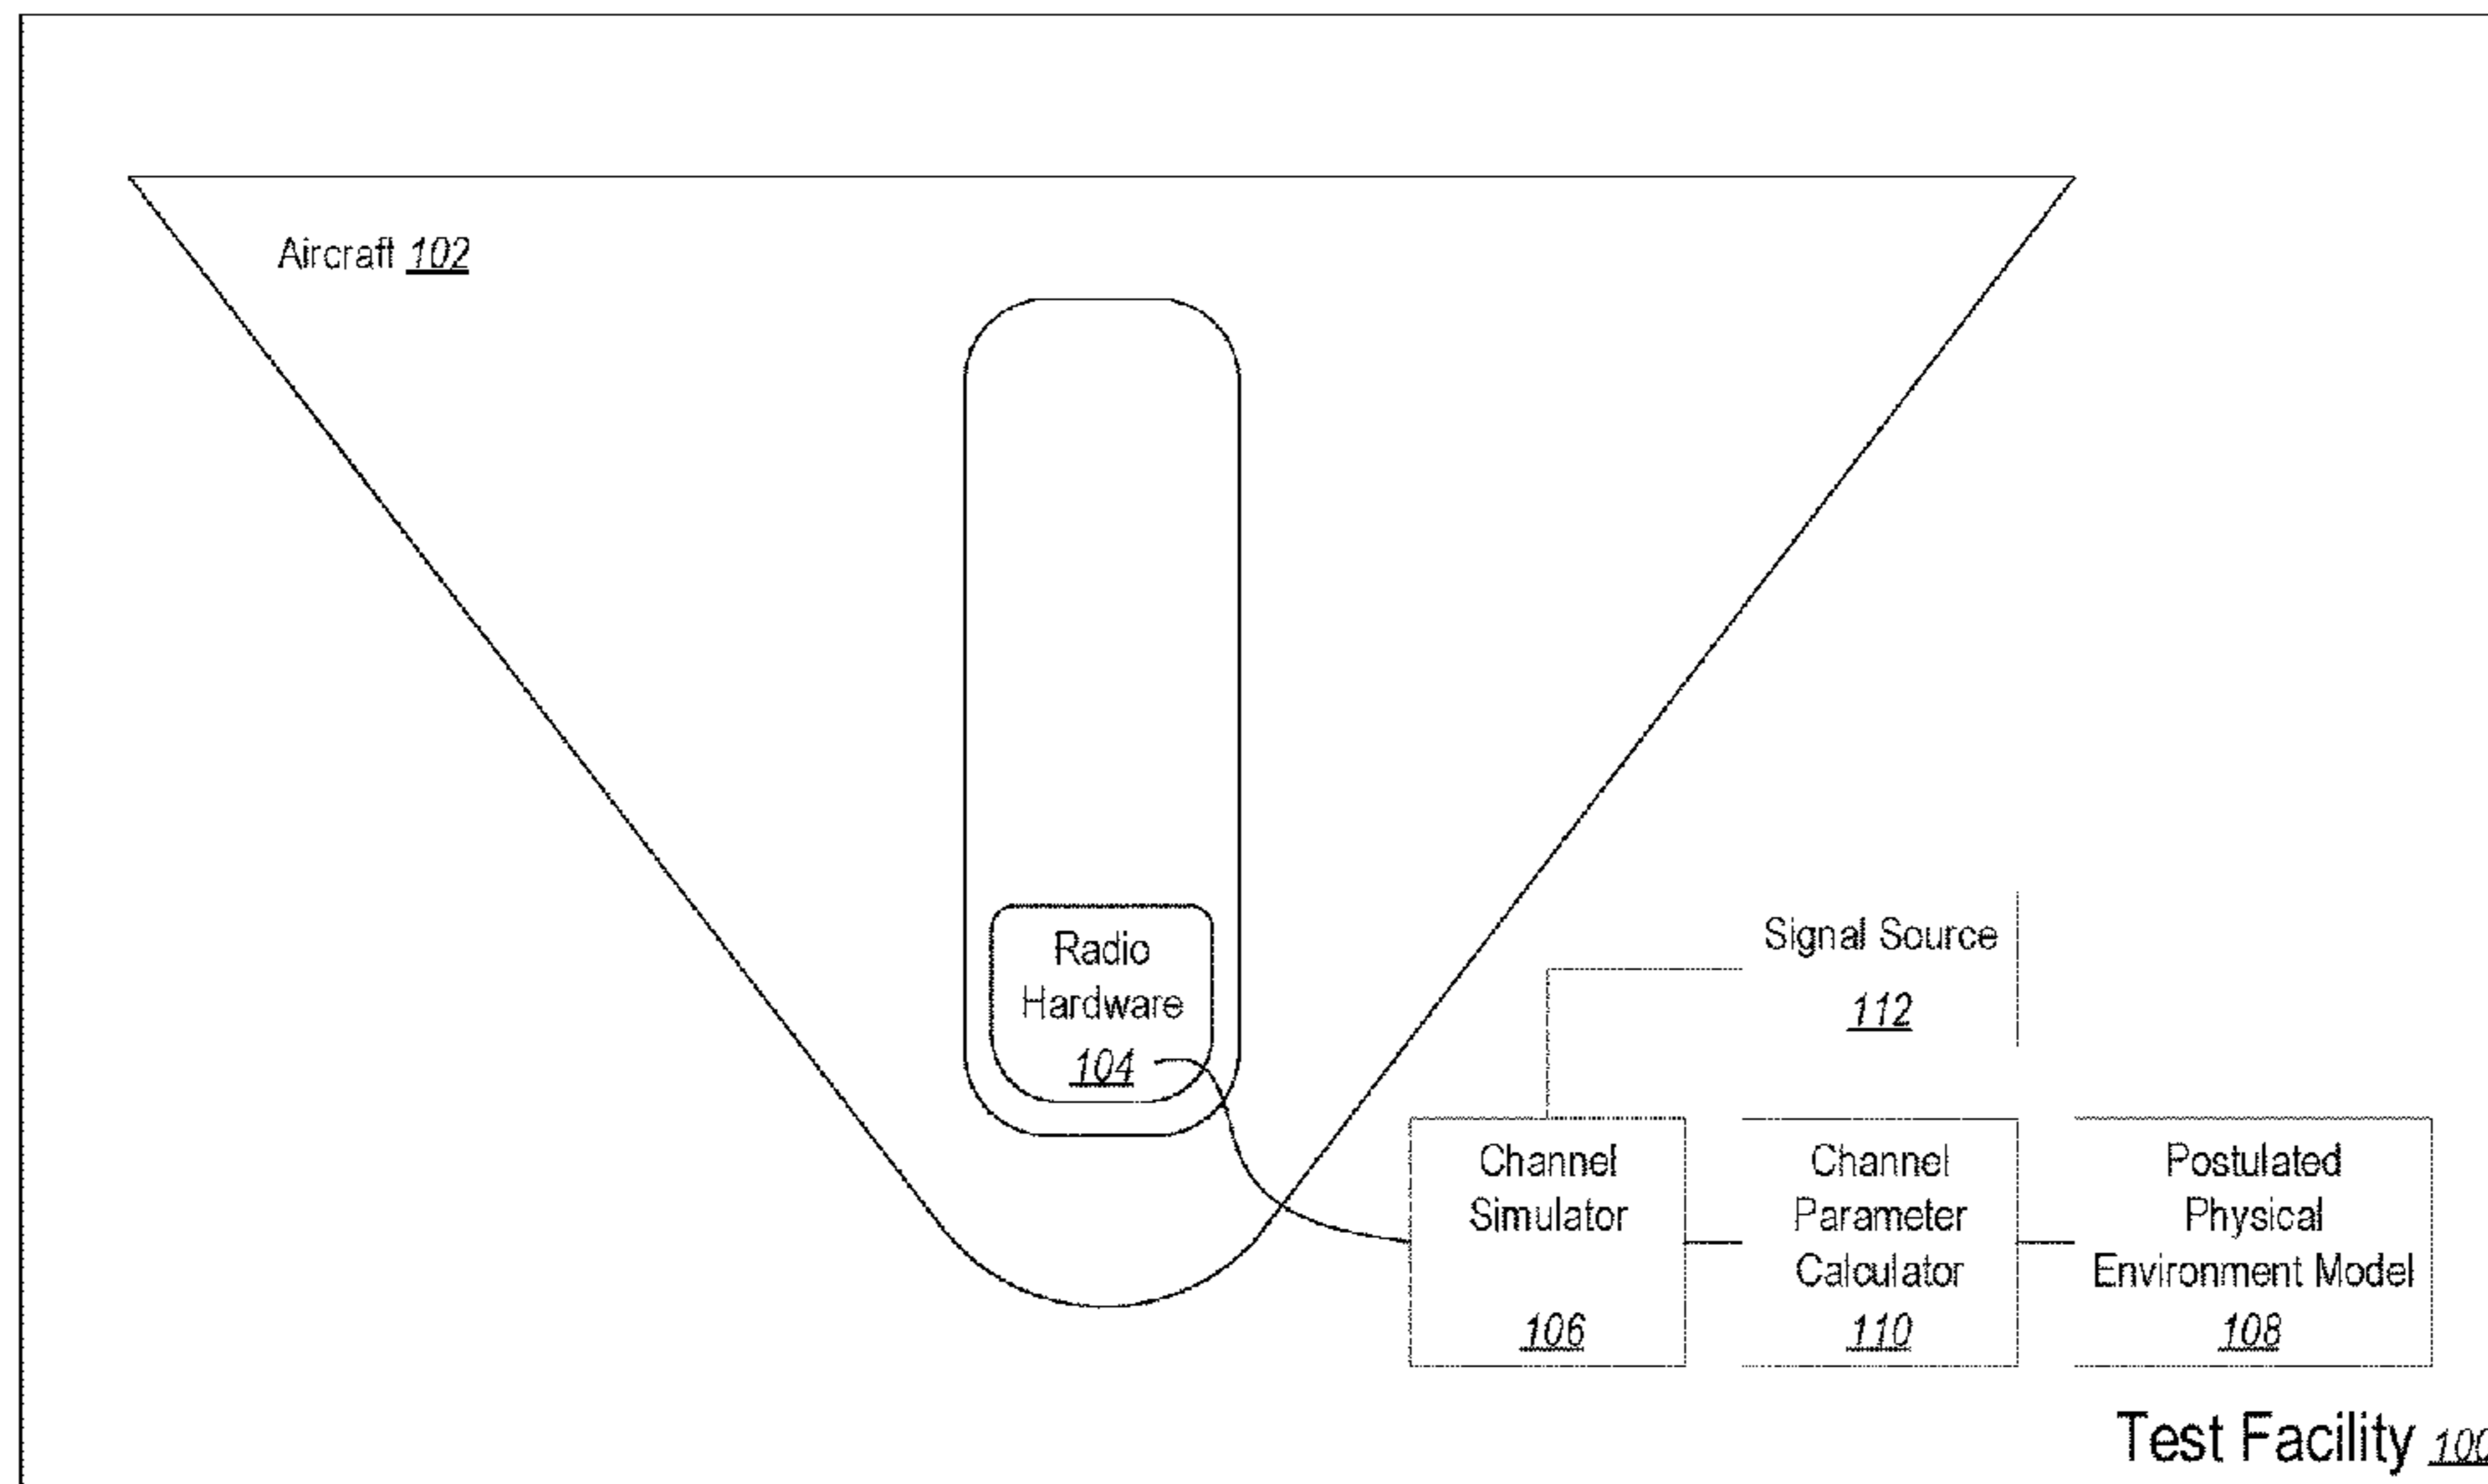 Aircraft 102
Radio
Hardware
104
Signal Source
112
Channel
Simulator
106
Channel
Parameter
Calculator
110
Postulated
Physical
Environment Model
108
Test Facility 100